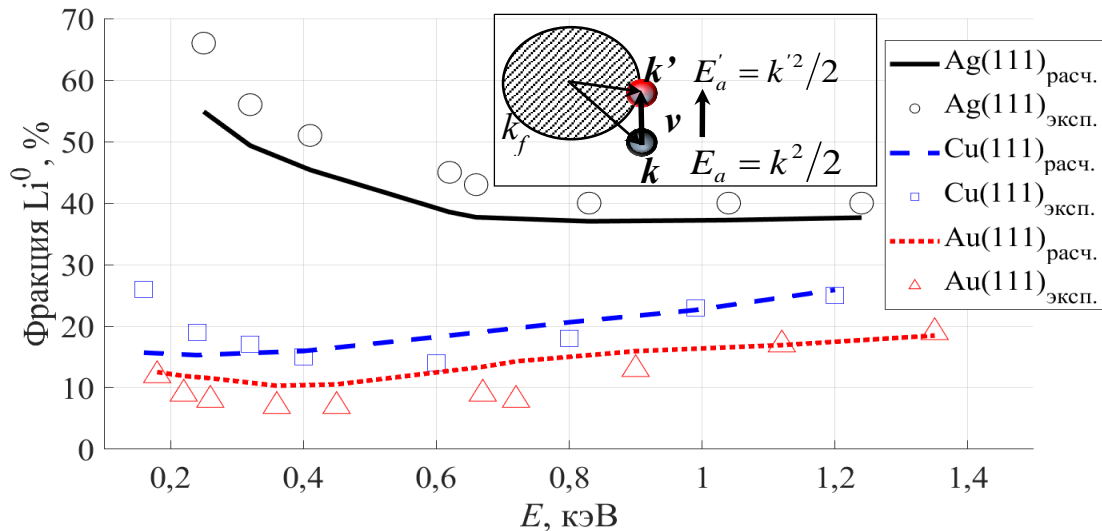 70
60
50
40
30
20
10
0
Фракция Li⁰, %
0,2
0,4
0,6
0,8
1
1,2
1,4
E, кэВ
k_f
k'
E_a' = k'²/2
v
k
E_a = k²/2
Ag(111)расч.
Ag(111)эксп.
Cu(111)расч.
Cu(111)эксп.
Au(111)расч.
Au(111)эксп.